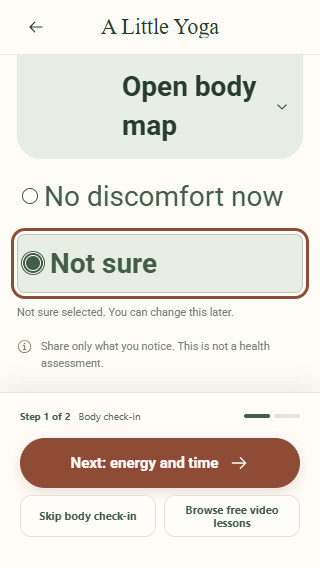 A Little Yoga
Open body
map
No discomfort now
Not sure
Not sure selected. You can change this later.
Share only what you notice. This is not a health
assessment.
Step 1 of 2 Body check-in
Next: energy and time
Skip body check-in
Browse free video
lessons